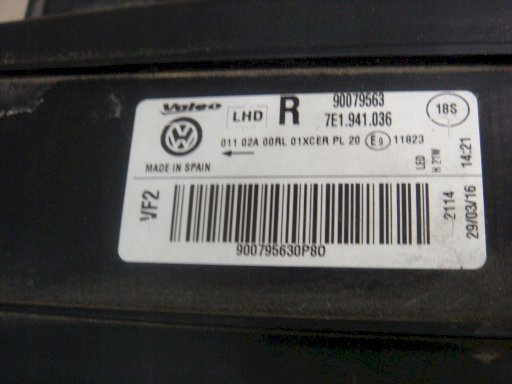 Valeo
LHD
R
90079563
7E1.941.036
18S
011 02A 00RL 01XCER PL 20 E9 11823
MADE IN SPAIN
LED
H 21W
14:21
VF2
2114
29/03/16
900795630P80